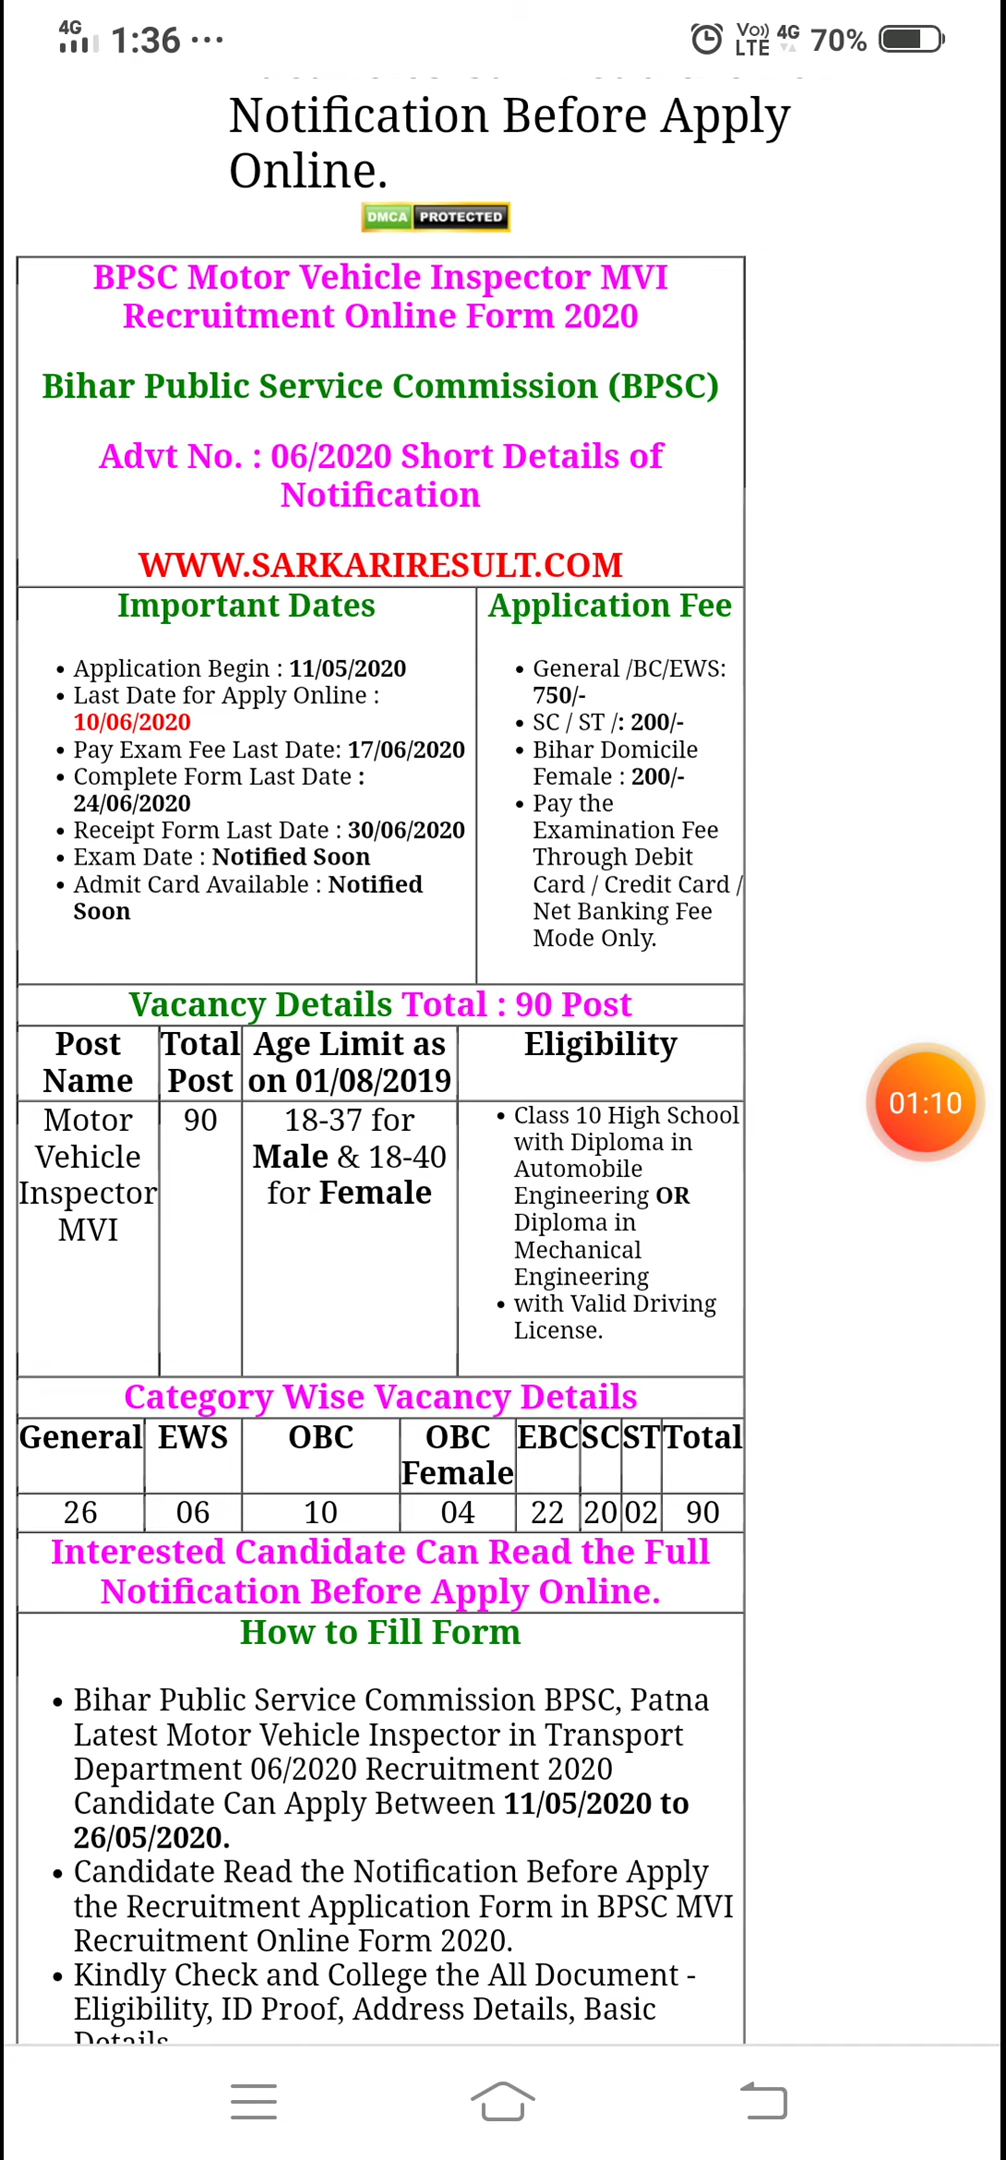 4G 1:36 ... Vo)) LTE 4G 70%
Notification Before Apply
Online.
DMCA PROTECTED
BPSC Motor Vehicle Inspector MVI
Recruitment Online Form 2020
Bihar Public Service Commission (BPSC)
Advt No. : 06/2020 Short Details of
Notification
WWW.SARKARIRESULT.COM
Important Dates
• Application Begin : 11/05/2020
• Last Date for Apply Online :
10/06/2020
• Pay Exam Fee Last Date: 17/06/2020
• Complete Form Last Date :
24/06/2020
• Receipt Form Last Date : 30/06/2020
• Exam Date : Notified Soon
• Admit Card Available : Notified
Soon
Application Fee
• General /BC/EWS:
750/-
• SC / ST /: 200/-
• Bihar Domicile
Female : 200/-
• Pay the
Examination Fee
Through Debit
Card / Credit Card /
Net Banking Fee
Mode Only.
Vacancy Details Total : 90 Post
Post
Name
Total
Post
Age Limit as
on 01/08/2019
Eligibility
Motor
Vehicle
Inspector
MVI
90
18-37 for
Male & 18-40
for Female
• Class 10 High School
with Diploma in
Automobile
Engineering OR
Diploma in
Mechanical
Engineering
• with Valid Driving
License.
01:10
Category Wise Vacancy Details
General EWS OBC OBC Female EBC SC ST Total
26 06 10 04 22 20 02 90
Interested Candidate Can Read the Full
Notification Before Apply Online.
How to Fill Form
• Bihar Public Service Commission BPSC, Patna
Latest Motor Vehicle Inspector in Transport
Department 06/2020 Recruitment 2020
Candidate Can Apply Between 11/05/2020 to
26/05/2020.
• Candidate Read the Notification Before Apply
the Recruitment Application Form in BPSC MVI
Recruitment Online Form 2020.
• Kindly Check and College the All Document -
Eligibility, ID Proof, Address Details, Basic
Details